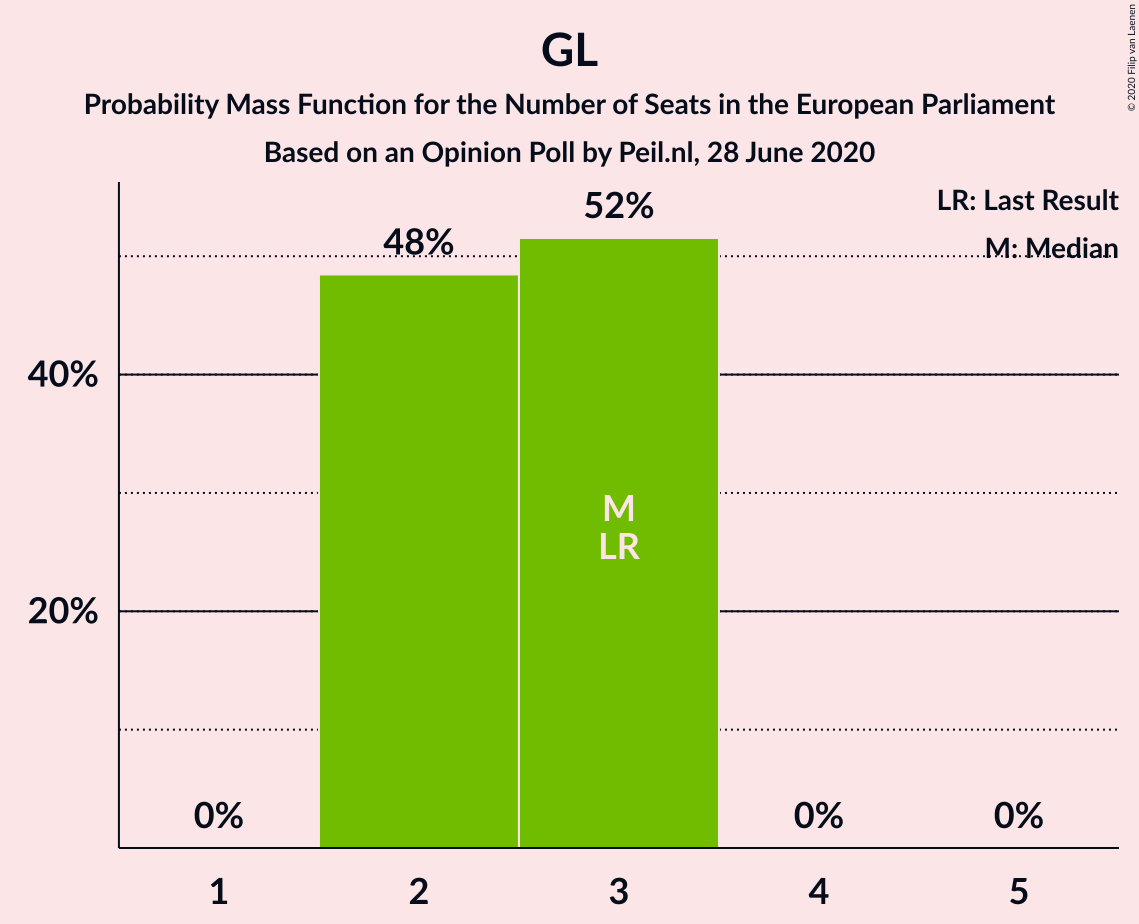 GL
Probability Mass Function for the Number of Seats in the European Parliament
Based on an Opinion Poll by Peil.nl, 28 June 2020
© 2020 Filip van Laenen
LR: Last Result
M: Median
52%
48%
40%
M
LR
20%
0%
0%
0%
1
2
3
4
5